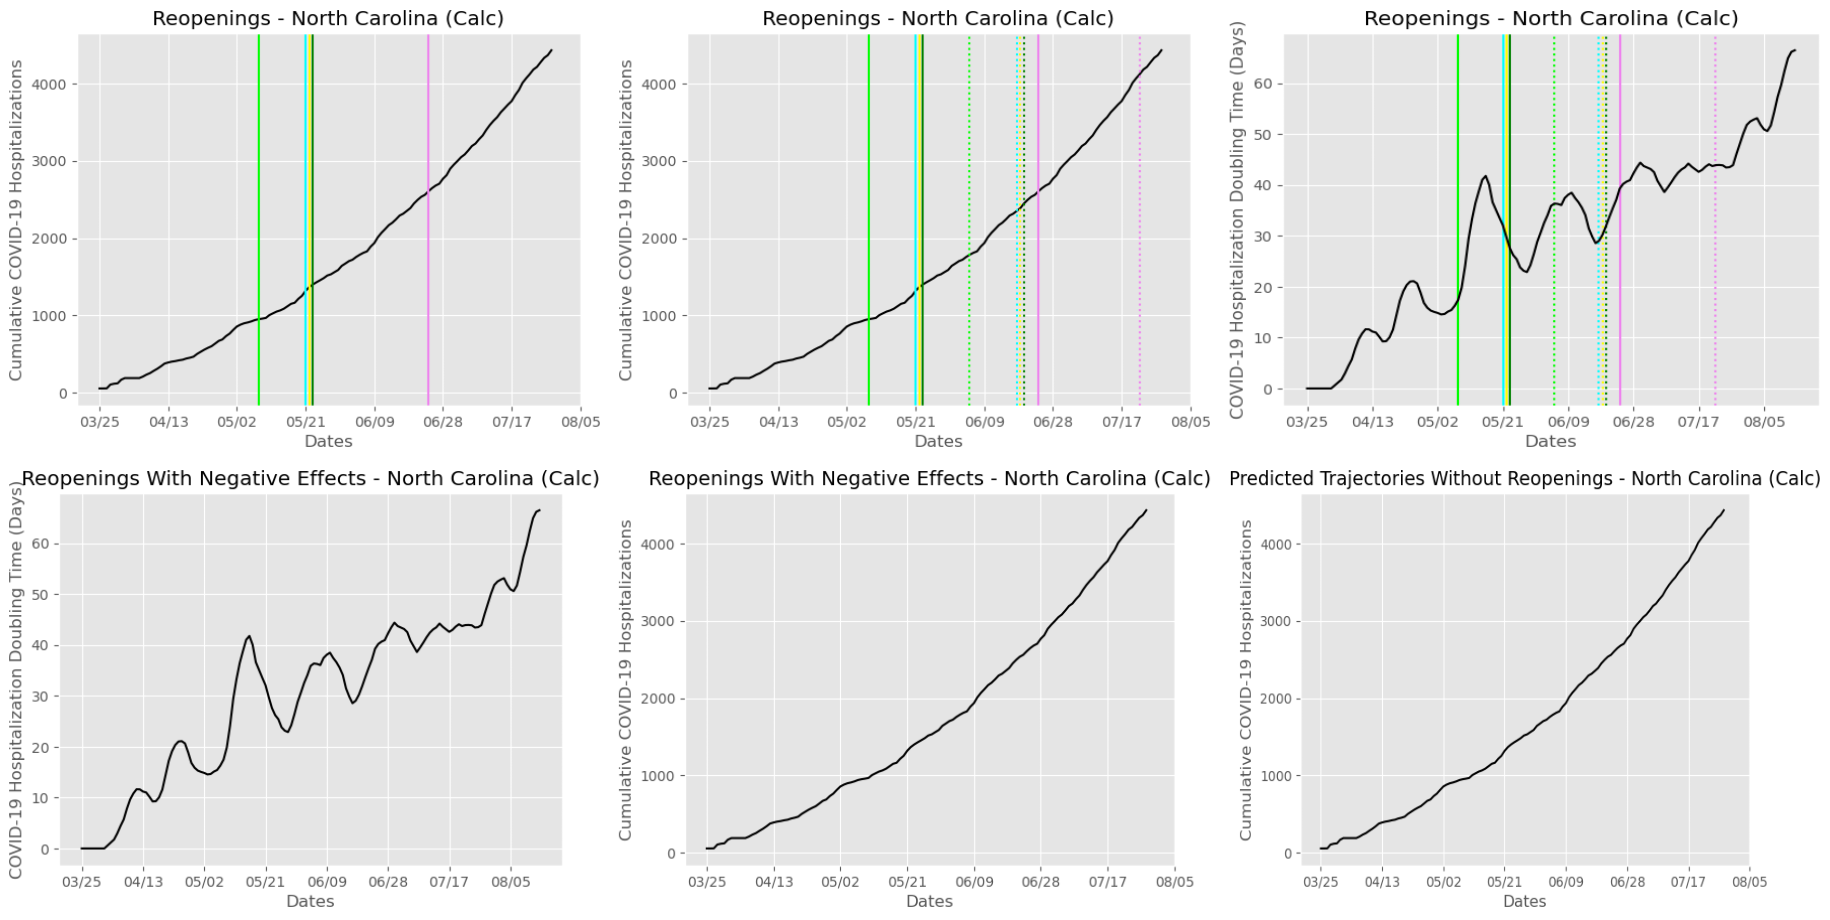 Reopenings - North Carolina (Calc)
Cumulative COVID-19 Hospitalizations
4000
3000
2000
1000
0
03/25 04/13 05/02 05/21 06/09 06/28 07/17 08/05
Dates
Reopenings - North Carolina (Calc)
Cumulative COVID-19 Hospitalizations
4000
3000
2000
1000
0
03/25 04/13 05/02 05/21 06/09 06/28 07/17 08/05
Dates
Reopenings - North Carolina (Calc)
COVID-19 Hospitalization Doubling Time (Days)
60
50
40
30
20
10
0
03/25 04/13 05/02 05/21 06/09 06/28 07/17 08/05
Dates
Reopenings With Negative Effects - North Carolina (Calc)
COVID-19 Hospitalization Doubling Time (Days)
60
50
40
30
20
10
0
03/25 04/13 05/02 05/21 06/09 06/28 07/17 08/05
Dates
Reopenings With Negative Effects - North Carolina (Calc)
Cumulative COVID-19 Hospitalizations
4000
3000
2000
1000
0
03/25 04/13 05/02 05/21 06/09 06/28 07/17 08/05
Dates
Predicted Trajectories Without Reopenings - North Carolina (Calc)
Cumulative COVID-19 Hospitalizations
4000
3000
2000
1000
0
03/25 04/13 05/02 05/21 06/09 06/28 07/17 08/05
Dates